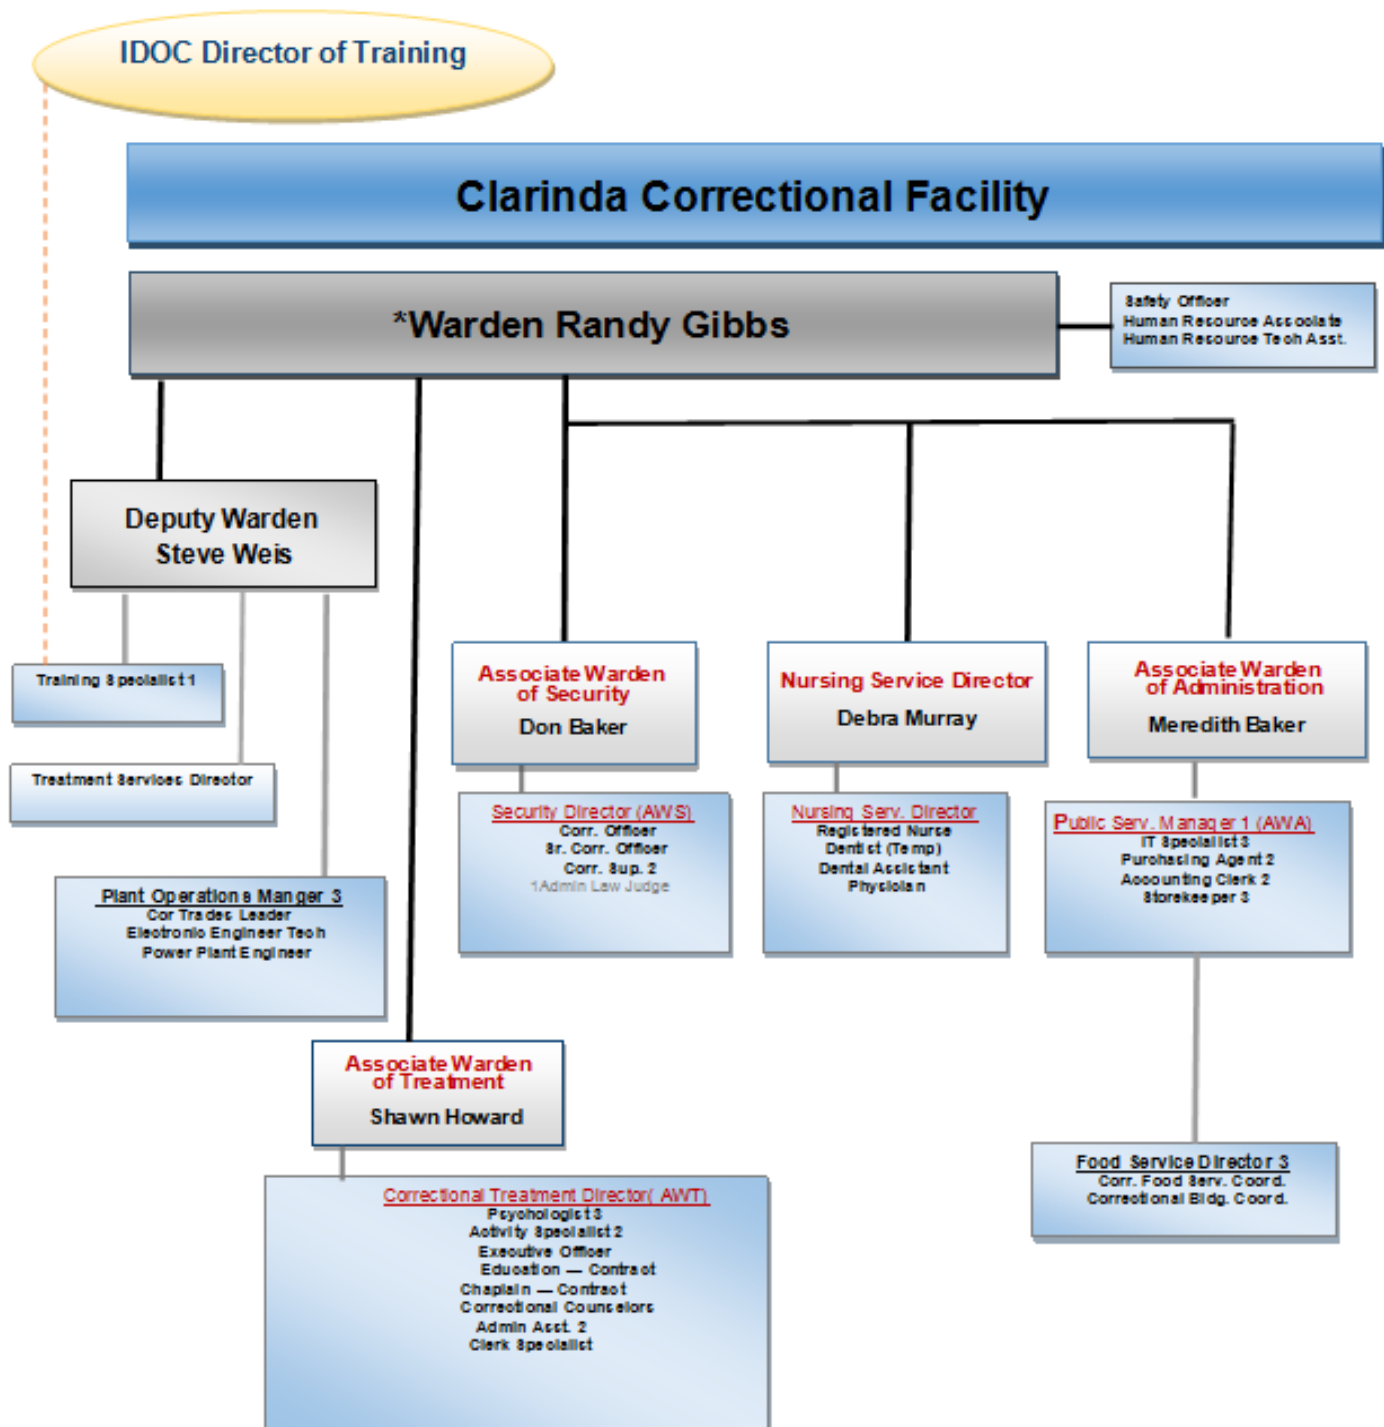 IDOC Director of Training
Clarinda Correctional Facility
*Warden Randy Gibbs
Safety Officer
Human Resource Associate
Human Resource Tech Asst.
Deputy Warden
Steve Weis
Training Specialist 1
Treatment Services Director
Plant Operations Manger 3
Cor Trades Leader
Electronic Engineer Tech
Power Plant Engineer
Associate Warden
of Security
Don Baker
Security Director (AWS)
Corr. Officer
Sr. Corr. Officer
Corr. Sup. 2
1Admin Law Judge
Nursing Service Director
Debra Murray
Nursing Serv. Director
Registered Nurse
Dentist (Temp)
Dental Assistant
Physician
Associate Warden
of Administration
Meredith Baker
Public Serv. Manager 1 (AWA)
IT Specialist 3
Purchasing Agent 2
Accounting Clerk 2
Storekeeper 3
Food Service Director 3
Corr. Food Serv. Coord.
Correctional Bldg. Coord.
Associate Warden
of Treatment
Shawn Howard
Correctional Treatment Director( AWT)
Psychologist 3
Activity Specialist 2
Executive Officer
Education — Contract
Chaplain — Contract
Correctional Counselors
Admin Asst. 2
Clerk Specialist